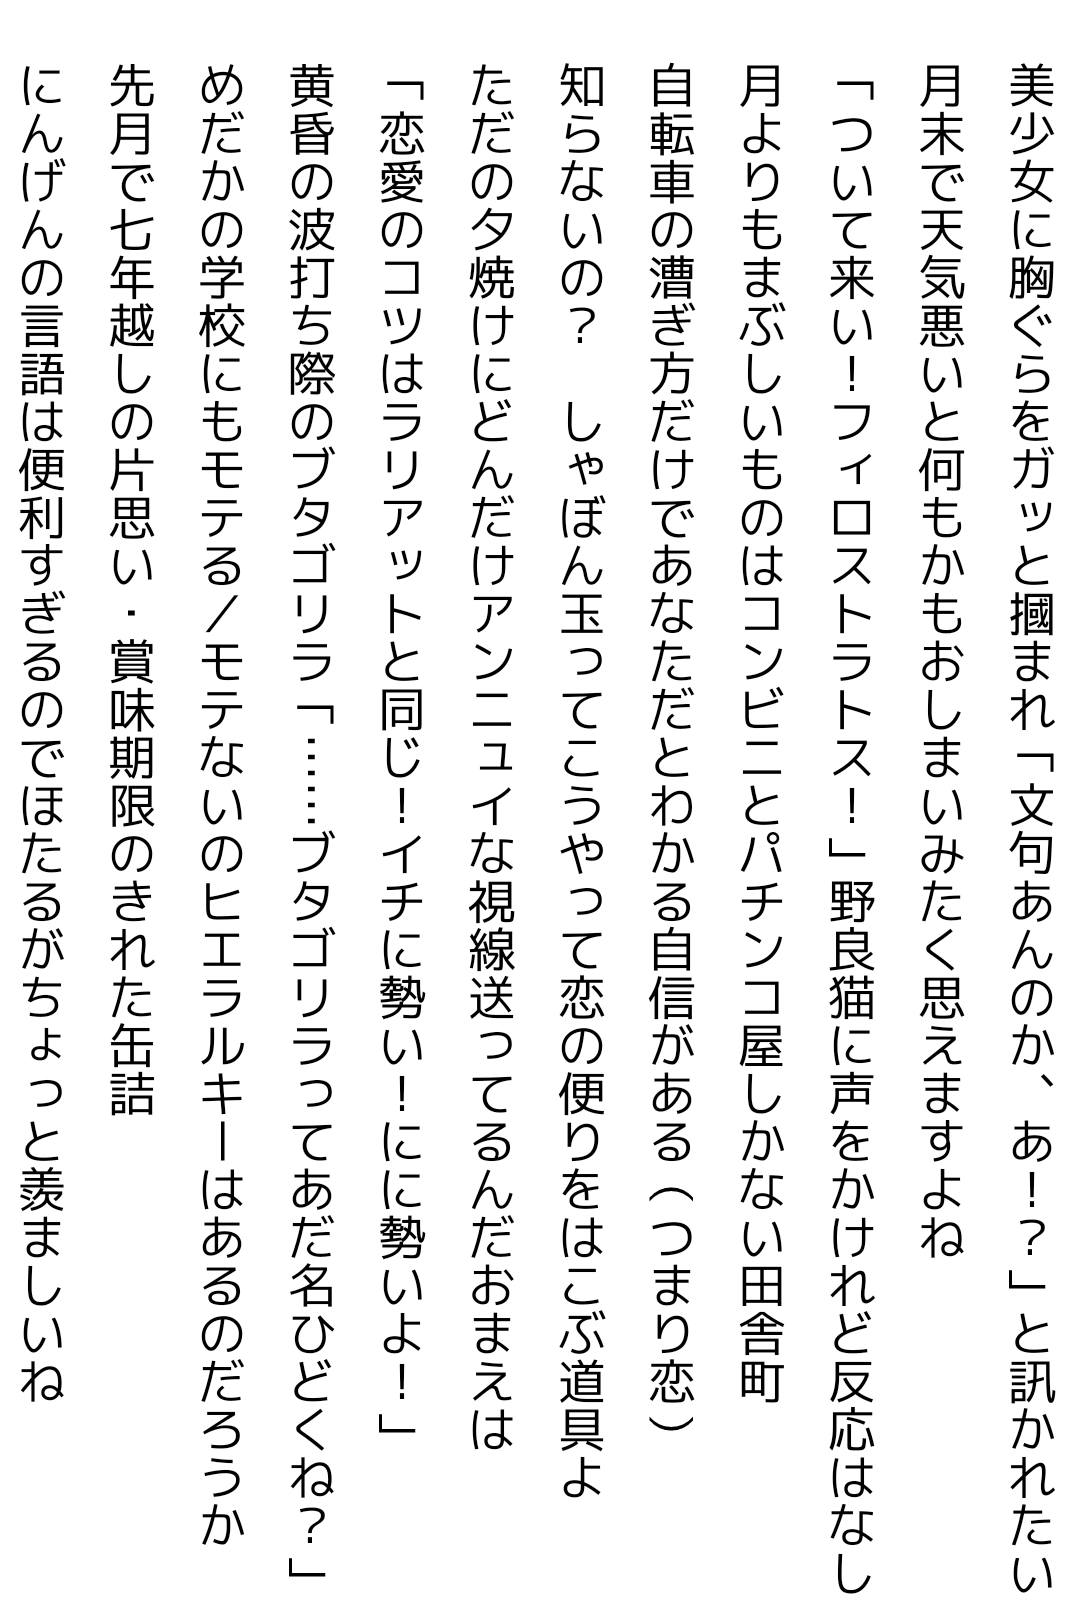 美少女に胸ぐらをガッと摑まれ「文句あんのか、あ！？」と訊かれたい
月末で天気悪いと何もかもおしまいみたく思えますよね
「ついて来い！フィロストラトス！」野良猫に声をかけれど反応はなし
月よりもまぶしいものはコンビニとパチンコ屋しかない田舎町
自転車の漕ぎ方だけであなただとわかる自信がある（つまり恋）
知らないの？　しゃぼん玉ってこうやって恋の便りをはこぶ道具よ
ただの夕焼けにどんだけアンニュイな視線送ってるんだおまえは
「恋愛のコツはラリアットと同じ！イチに勢い！にに勢いよ！」
黄昏の波打ち際のブタゴリラ「……ブタゴリラってあだ名ひどくね？」
めだかの学校にもモテる／モテないのヒエラルキーはあるのだろうか
先月で七年越しの片思い・賞味期限のきれた缶詰
にんげんの言語は便利すぎるのでほたるがちょっと羨ましいね